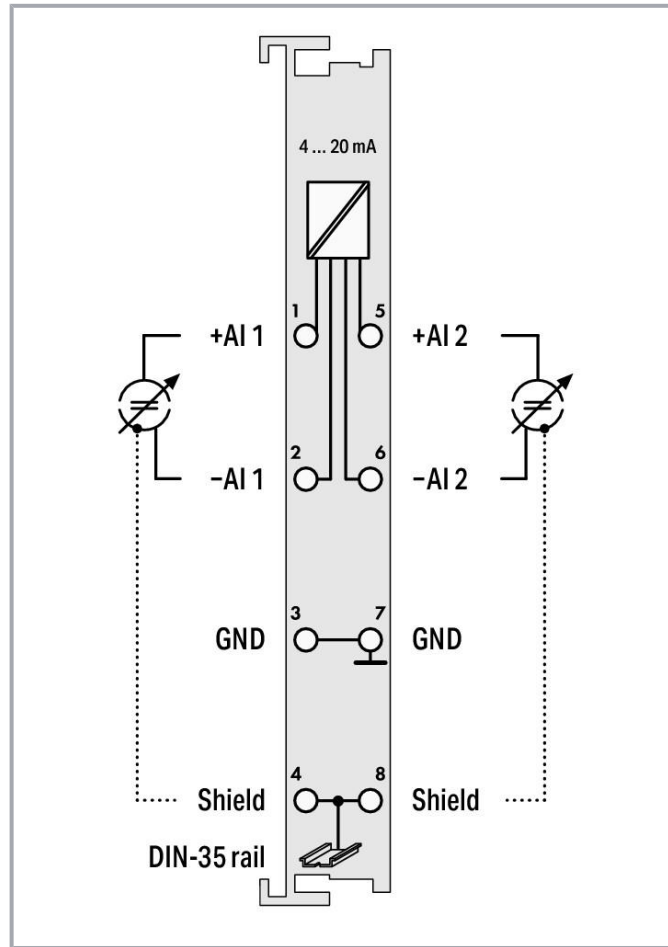 4 ... 20 mA
1 5
+AI 1 +AI 2
2 6
−AI 1 −AI 2
3 7
GND GND
4 8
Shield Shield
DIN-35 rail